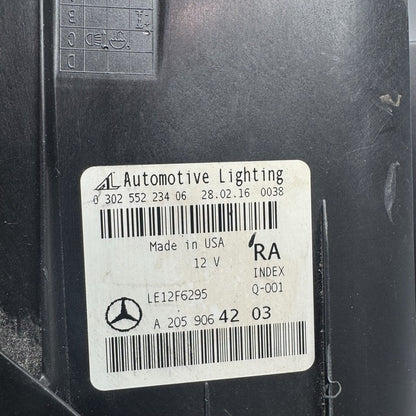 B C D
AL Automotive Lighting
0 302 552 234 06 28.02.16 0038
Made in USA
12 V
RA
INDEX
LE12F6295
Q-001
A 205 906 42 03